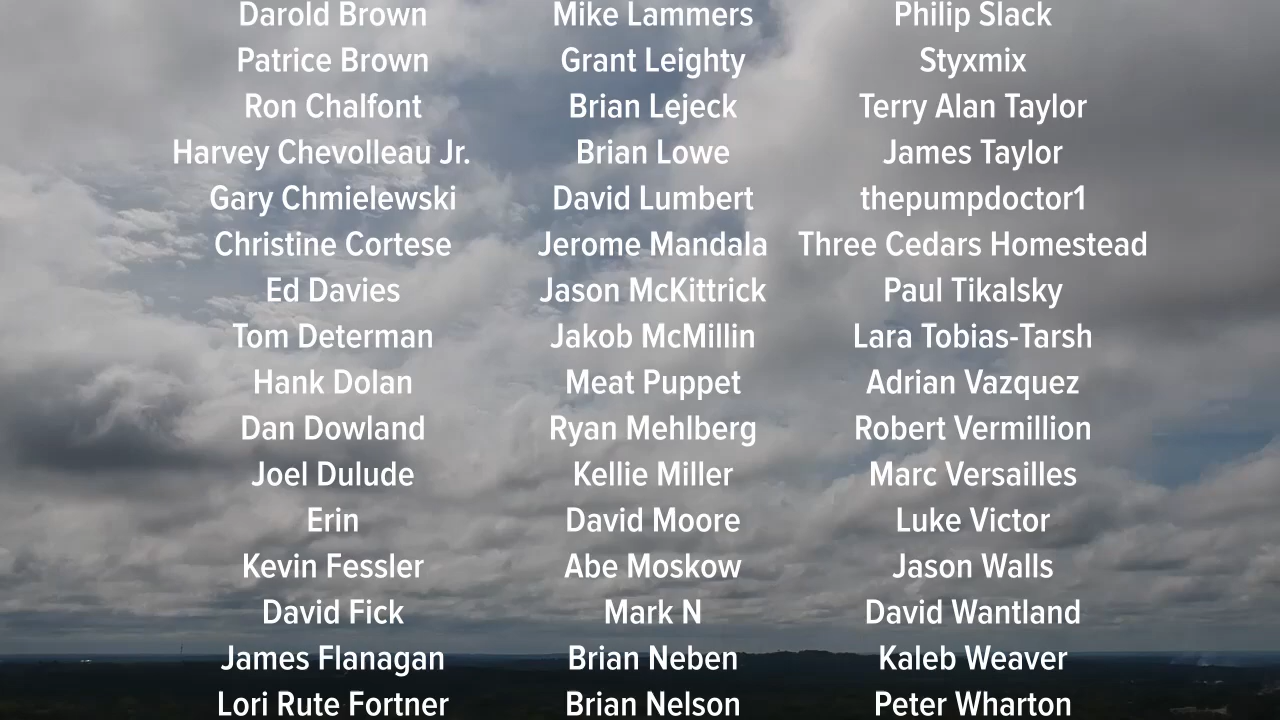 Darold Brown
Patrice Brown
Ron Chalfont
Harvey Chevolleau Jr.
Gary Chmielewski
Christine Cortese
Ed Davies
Tom Determan
Hank Dolan
Dan Dowland
Joel Dulude
Erin
Kevin Fessler
David Fick
James Flanagan
Lori Rute Fortner
Mike Lammers
Grant Leighty
Brian Lejeck
Brian Lowe
David Lumbert
Jerome Mandala
Jason McKittrick
Jakob McMillin
Meat Puppet
Ryan Mehlberg
Kellie Miller
David Moore
Abe Moskow
Mark N
Brian Neben
Brian Nelson
Philip Slack
Styxmix
Terry Alan Taylor
James Taylor
thepumpdoctor1
Three Cedars Homestead
Paul Tikalsky
Lara Tobias-Tarsh
Adrian Vazquez
Robert Vermillion
Marc Versailles
Luke Victor
Jason Walls
David Wantland
Kaleb Weaver
Peter Wharton